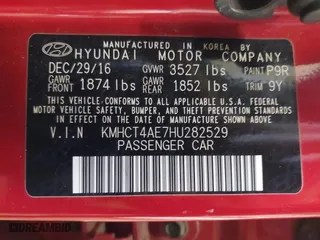 MANUFACTURED IN KOREA BY
HYUNDAI MOTOR COMPANY
DEC/29/16 GVWR 3527 lbs PAINT P9R
GAWR FRONT 1874 lbs GAWR REAR 1852 lbs TRIM 9Y
THIS VEHICLE CONFORMS TO ALL APPLICABLE U.S.
FEDERAL MOTOR VEHICLE SAFETY,
BUMPER, AND THEFT PREVENTION STANDARDS
IN EFFECT ON THE DATE OF MANUFACTURE SHOWN ABOVE.
V.I.N KMHCT4AE7HU282529
PASSENGER CAR
DREAMBID